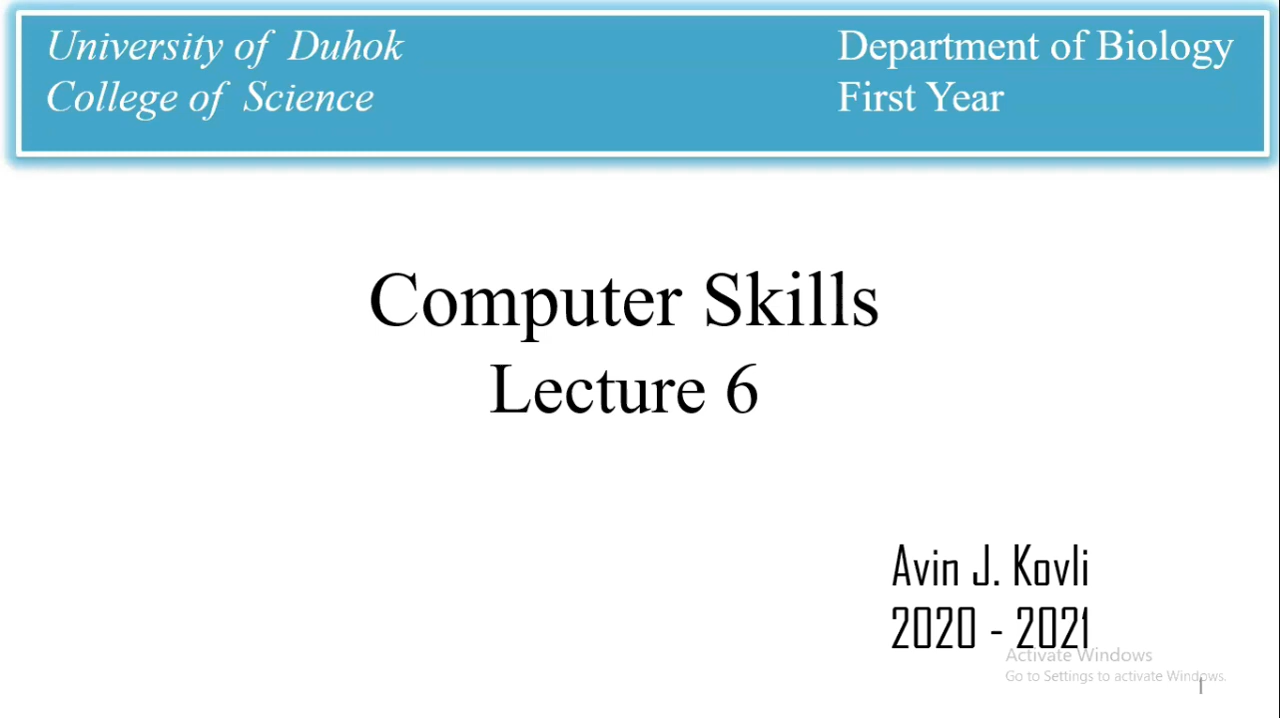 University of Duhok
College of Science
Department of Biology
First Year
Computer Skills
Lecture 6
Avin J. Kovli
2020 - 2021
Activate Windows
Go to Settings to activate Windows.
1